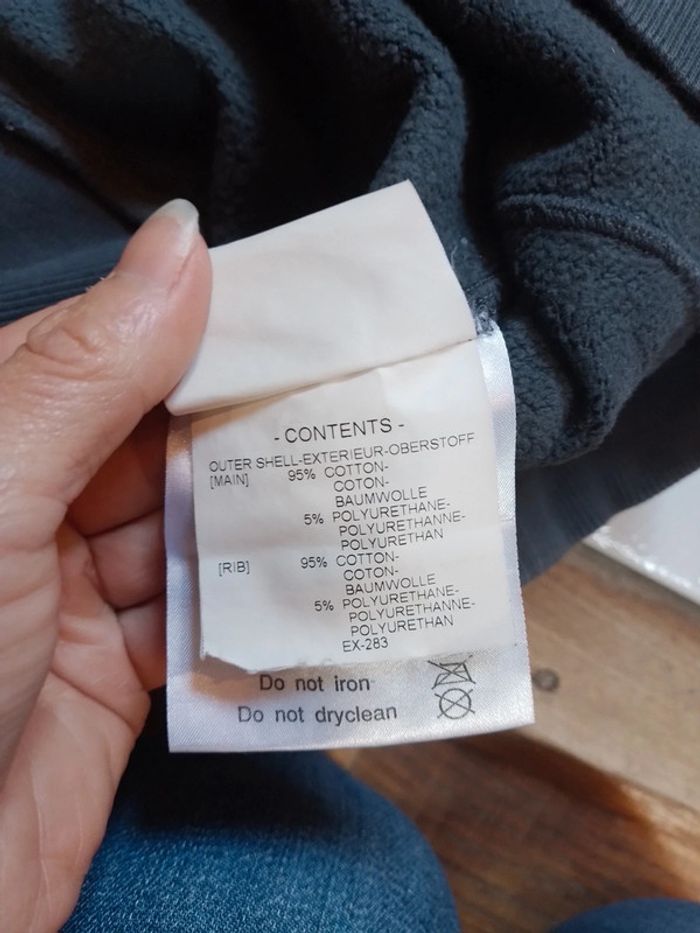 - CONTENTS -
OUTER SHELL-EXTERIEUR-OBERSTOFF
[MAIN] 95% COTTON-
COTON-
BAUMWOLLE
5% POLYURETHANE-
POLYURETHANNE-
POLYURETHAN
[RIB] 95% COTTON-
COTON-
BAUMWOLLE
5% POLYURETHANE-
POLYURETHANNE-
POLYURETHAN
EX-283
Do not iron
Do not dryclean